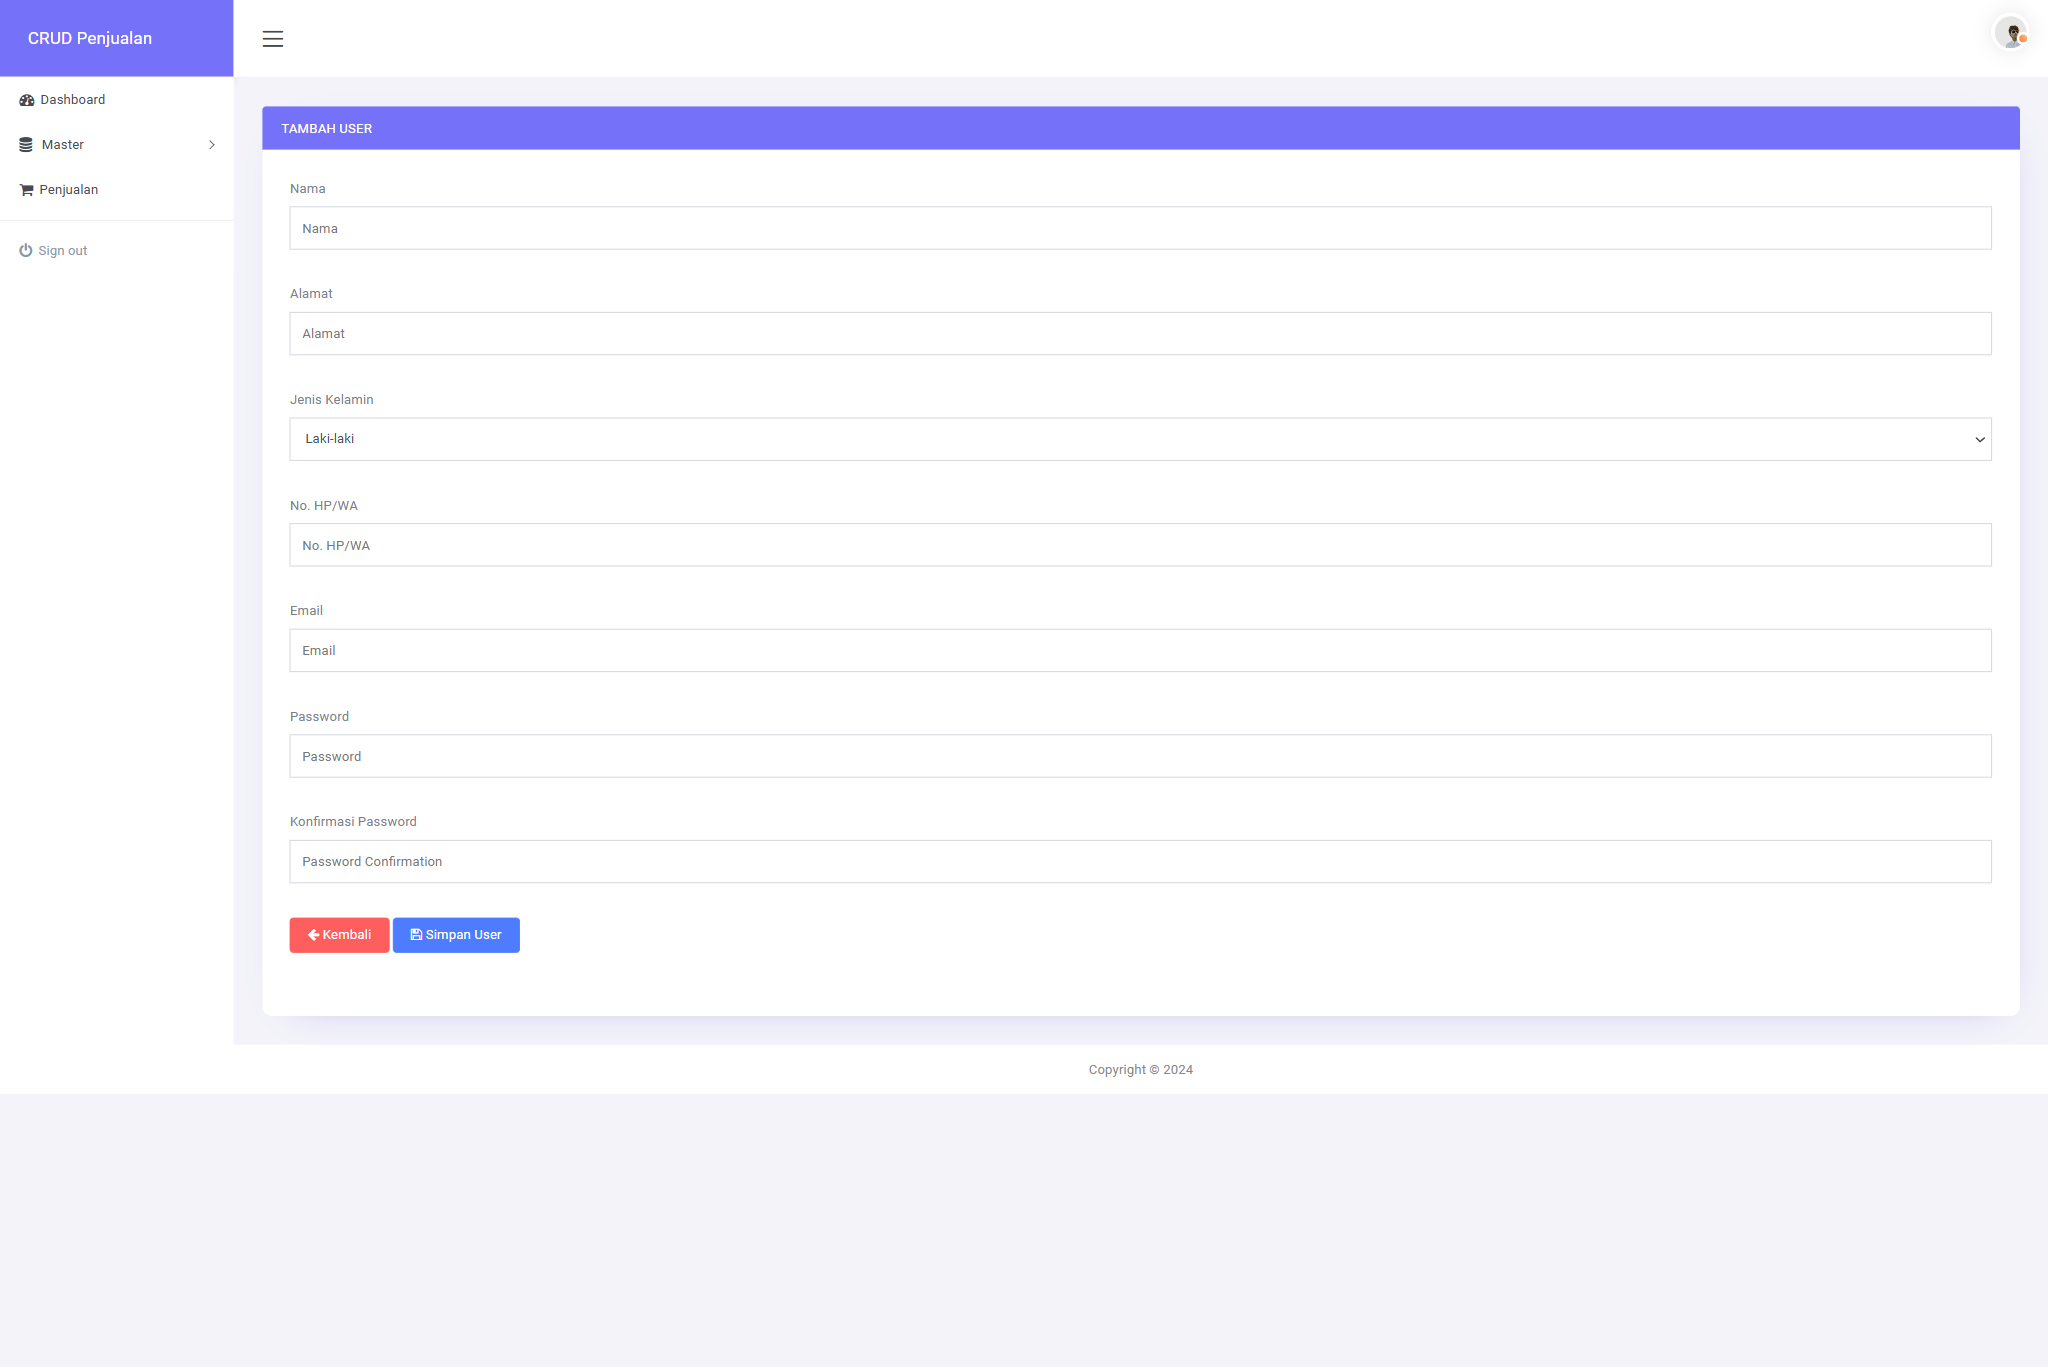 CRUD Penjualan
Dashboard
Master
Penjualan
Sign out
TAMBAH USER
Nama
Nama
Alamat
Alamat
Jenis Kelamin
Laki-laki
No. HP/WA
No. HP/WA
Email
Email
Password
Password
Konfirmasi Password
Password Confirmation
Kembali Simpan User
Copyright © 2024